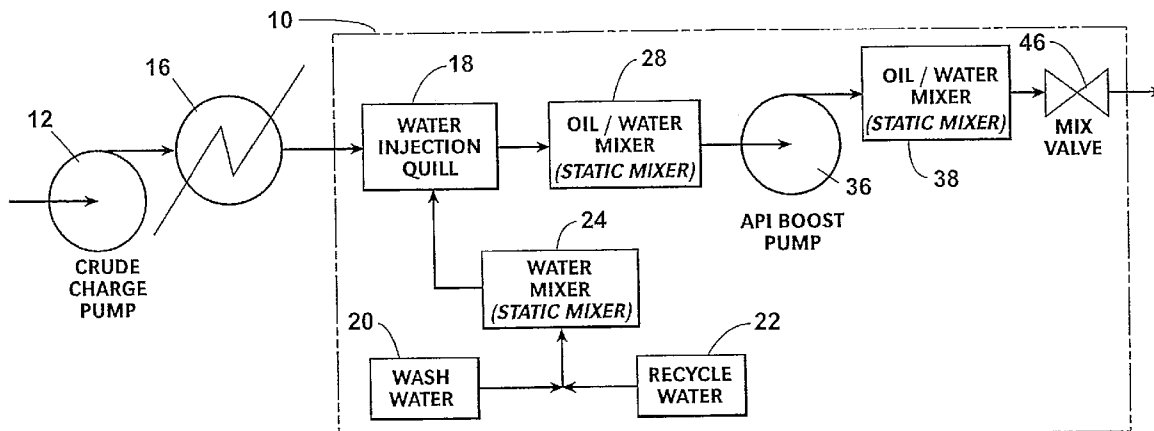 10
46
16
18
28
OIL / WATER
MIXER
(STATIC MIXER)
12
WATER
INJECTION
QUILL
OIL / WATER
MIXER
(STATIC MIXER)
MIX
VALVE
38
36
API BOOST
PUMP
24
CRUDE
CHARGE
PUMP
WATER
MIXER
(STATIC MIXER)
20
22
WASH
WATER
RECYCLE
WATER